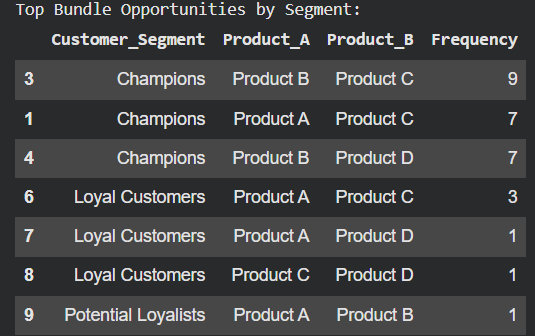 Top Bundle Opportunities by Segment:
Customer_Segment Product_A Product_B Frequency
3 Champions Product B Product C 9
1 Champions Product A Product C 7
4 Champions Product B Product D 7
6 Loyal Customers Product A Product C 3
7 Loyal Customers Product A Product D 1
8 Loyal Customers Product C Product D 1
9 Potential Loyalists Product A Product B 1